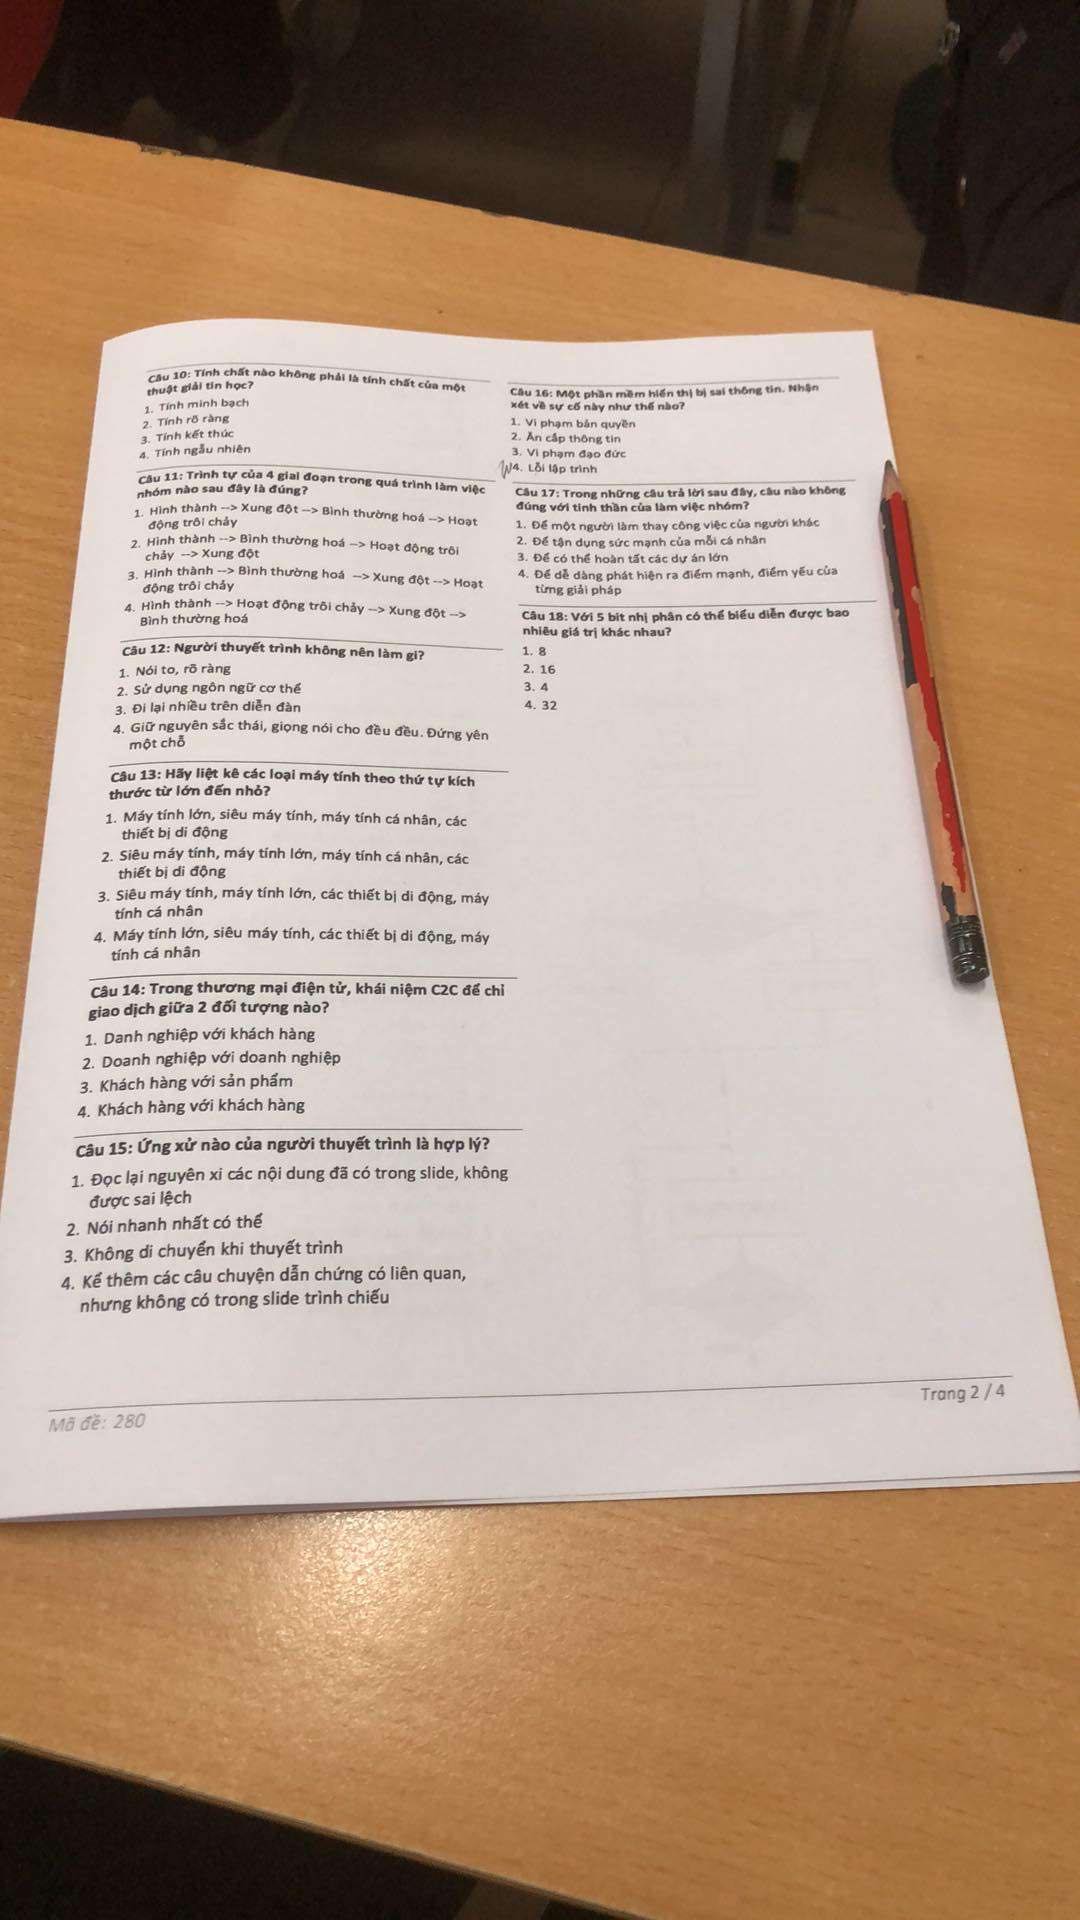 Câu 10: Tính chất nào không phải là tính chất của một
thuật giải tin học?
1. Tính minh bạch
2. Tính rõ ràng
3. Tính kết thúc
4. Tính ngẫu nhiên
Câu 11: Trình tự của 4 giai đoạn trong quá trình làm việc
nhóm nào sau đây là đúng?
1. Hình thành --> Xung đột --> Bình thường hoá --> Hoạt
động trôi chảy
2. Hình thành --> Bình thường hoá --> Hoạt động trôi
chảy --> Xung đột
3. Hình thành --> Bình thường hoá --> Xung đột --> Hoạt
động trôi chảy
4. Hình thành --> Hoạt động trôi chảy --> Xung đột -->
Bình thường hoá
Câu 12: Người thuyết trình không nên làm gì?
1. Nói to, rõ ràng
2. Sử dụng ngôn ngữ cơ thể
3. Đi lại nhiều trên diễn đàn
4. Giữ nguyên sắc thái, giọng nói cho đều đều. Đứng yên
một chỗ
Câu 13: Hãy liệt kê các loại máy tính theo thứ tự kích
thước từ lớn đến nhỏ?
1. Máy tính lớn, siêu máy tính, máy tính cá nhân, các
thiết bị di động
2. Siêu máy tính, máy tính lớn, máy tính cá nhân, các
thiết bị di động
3. Siêu máy tính, máy tính lớn, các thiết bị di động, máy
tính cá nhân
4. Máy tính lớn, siêu máy tính, các thiết bị di động, máy
tính cá nhân
Câu 14: Trong thương mại điện tử, khái niệm C2C để chỉ
giao dịch giữa 2 đối tượng nào?
1. Danh nghiệp với khách hàng
2. Doanh nghiệp với doanh nghiệp
3. Khách hàng với sản phẩm
4. Khách hàng với khách hàng
Câu 15: Ứng xử nào của người thuyết trình là hợp lý?
1. Đọc lại nguyên xi các nội dung đã có trong slide, không
được sai lệch
2. Nói nhanh nhất có thể
3. Không di chuyển khi thuyết trình
4. Kể thêm các câu chuyện dẫn chứng có liên quan,
nhưng không có trong slide trình chiếu
Câu 16: Một phần mềm hiển thị bị sai thông tin. Nhận
xét về sự cố này như thế nào?
1. Vi phạm bản quyền
2. Ăn cắp thông tin
3. Vi phạm đạo đức
4. Lỗi lập trình
Câu 17: Trong những câu trả lời sau đây, câu nào không
đúng với tinh thần của làm việc nhóm?
1. Để một người làm thay công việc của người khác
2. Để tận dụng sức mạnh của mỗi cá nhân
3. Để có thể hoàn tất các dự án lớn
4. Để dễ dàng phát hiện ra điểm mạnh, điểm yếu của
từng giải pháp
Câu 18: Với 5 bit nhị phân có thể biểu diễn được bao
nhiêu giá trị khác nhau?
1. 8
2. 16
3. 4
4. 32
Mã đề: 280
Trang 2 / 4